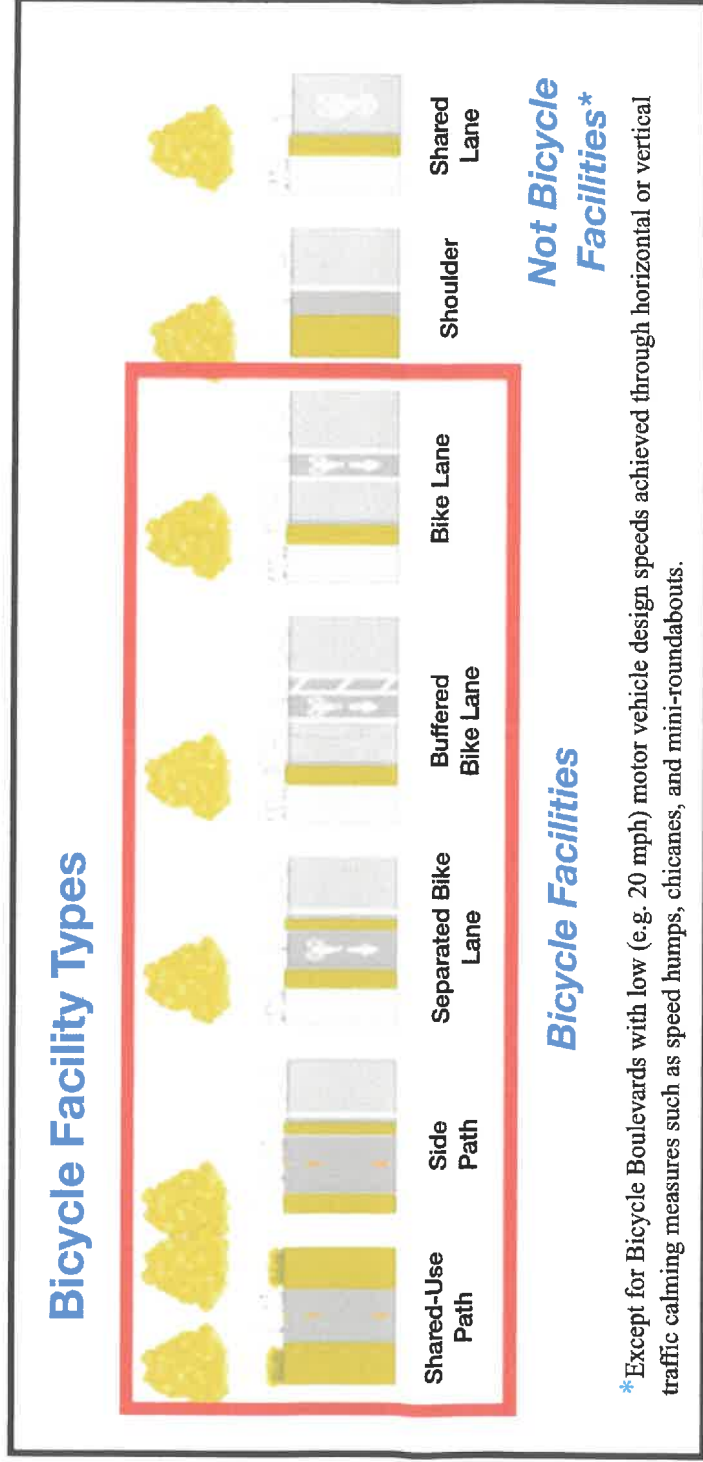 Bicycle Facility Types
Shared-Use
Path
Side
Path
Separated Bike
Lane
Buffered
Bike Lane
Bike Lane
Shoulder
Shared
Lane
Bicycle Facilities
Not Bicycle
Facilities*
*Except for Bicycle Boulevards with low (e.g. 20 mph) motor vehicle design speeds achieved through horizontal or vertical
traffic calming measures such as speed humps, chicanes, and mini-roundabouts.